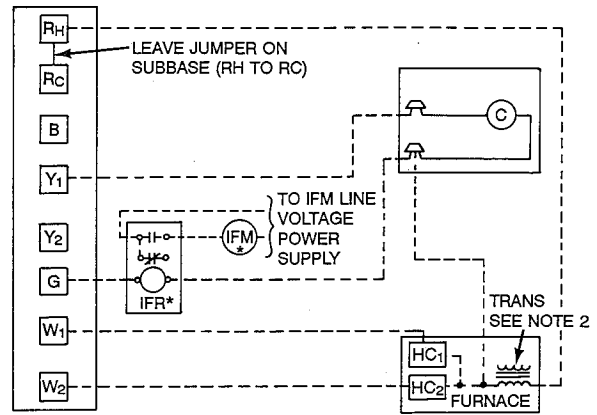 RH
LEAVE JUMPER ON
SUBBASE (RH TO RC)
RC
B
C
Y1
TO IFM LINE
VOLTAGE
POWER
SUPPLY
Y2
IFM
*
G
IFR*
TRANS
SEE NOTE 2
W1
HC1
W2
HC2
FURNACE